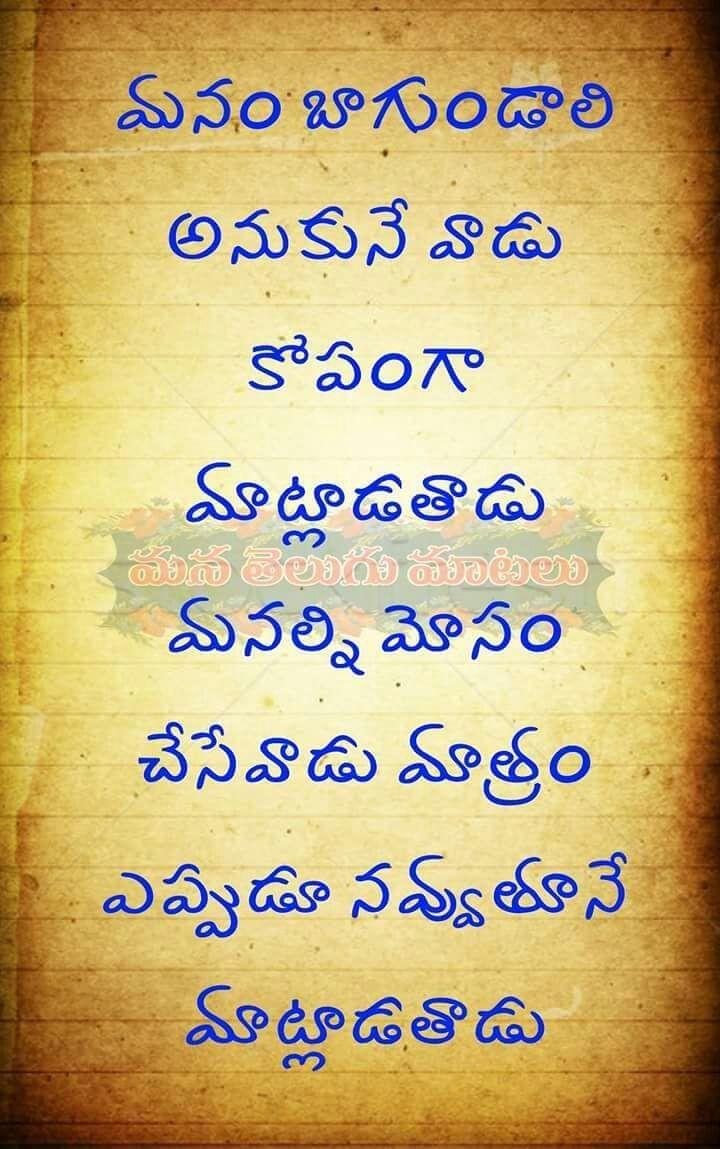 మనం బాగుండాలి
అనుకునే వాడు
కోపంగా
మాట్లాడతాడు
మన తెలుగు మాటలు
మనల్ని మోసం
చేసేవాడు మాత్రం
ఎప్పుడూ నవ్వుతూనే
మాట్లాడతాడు